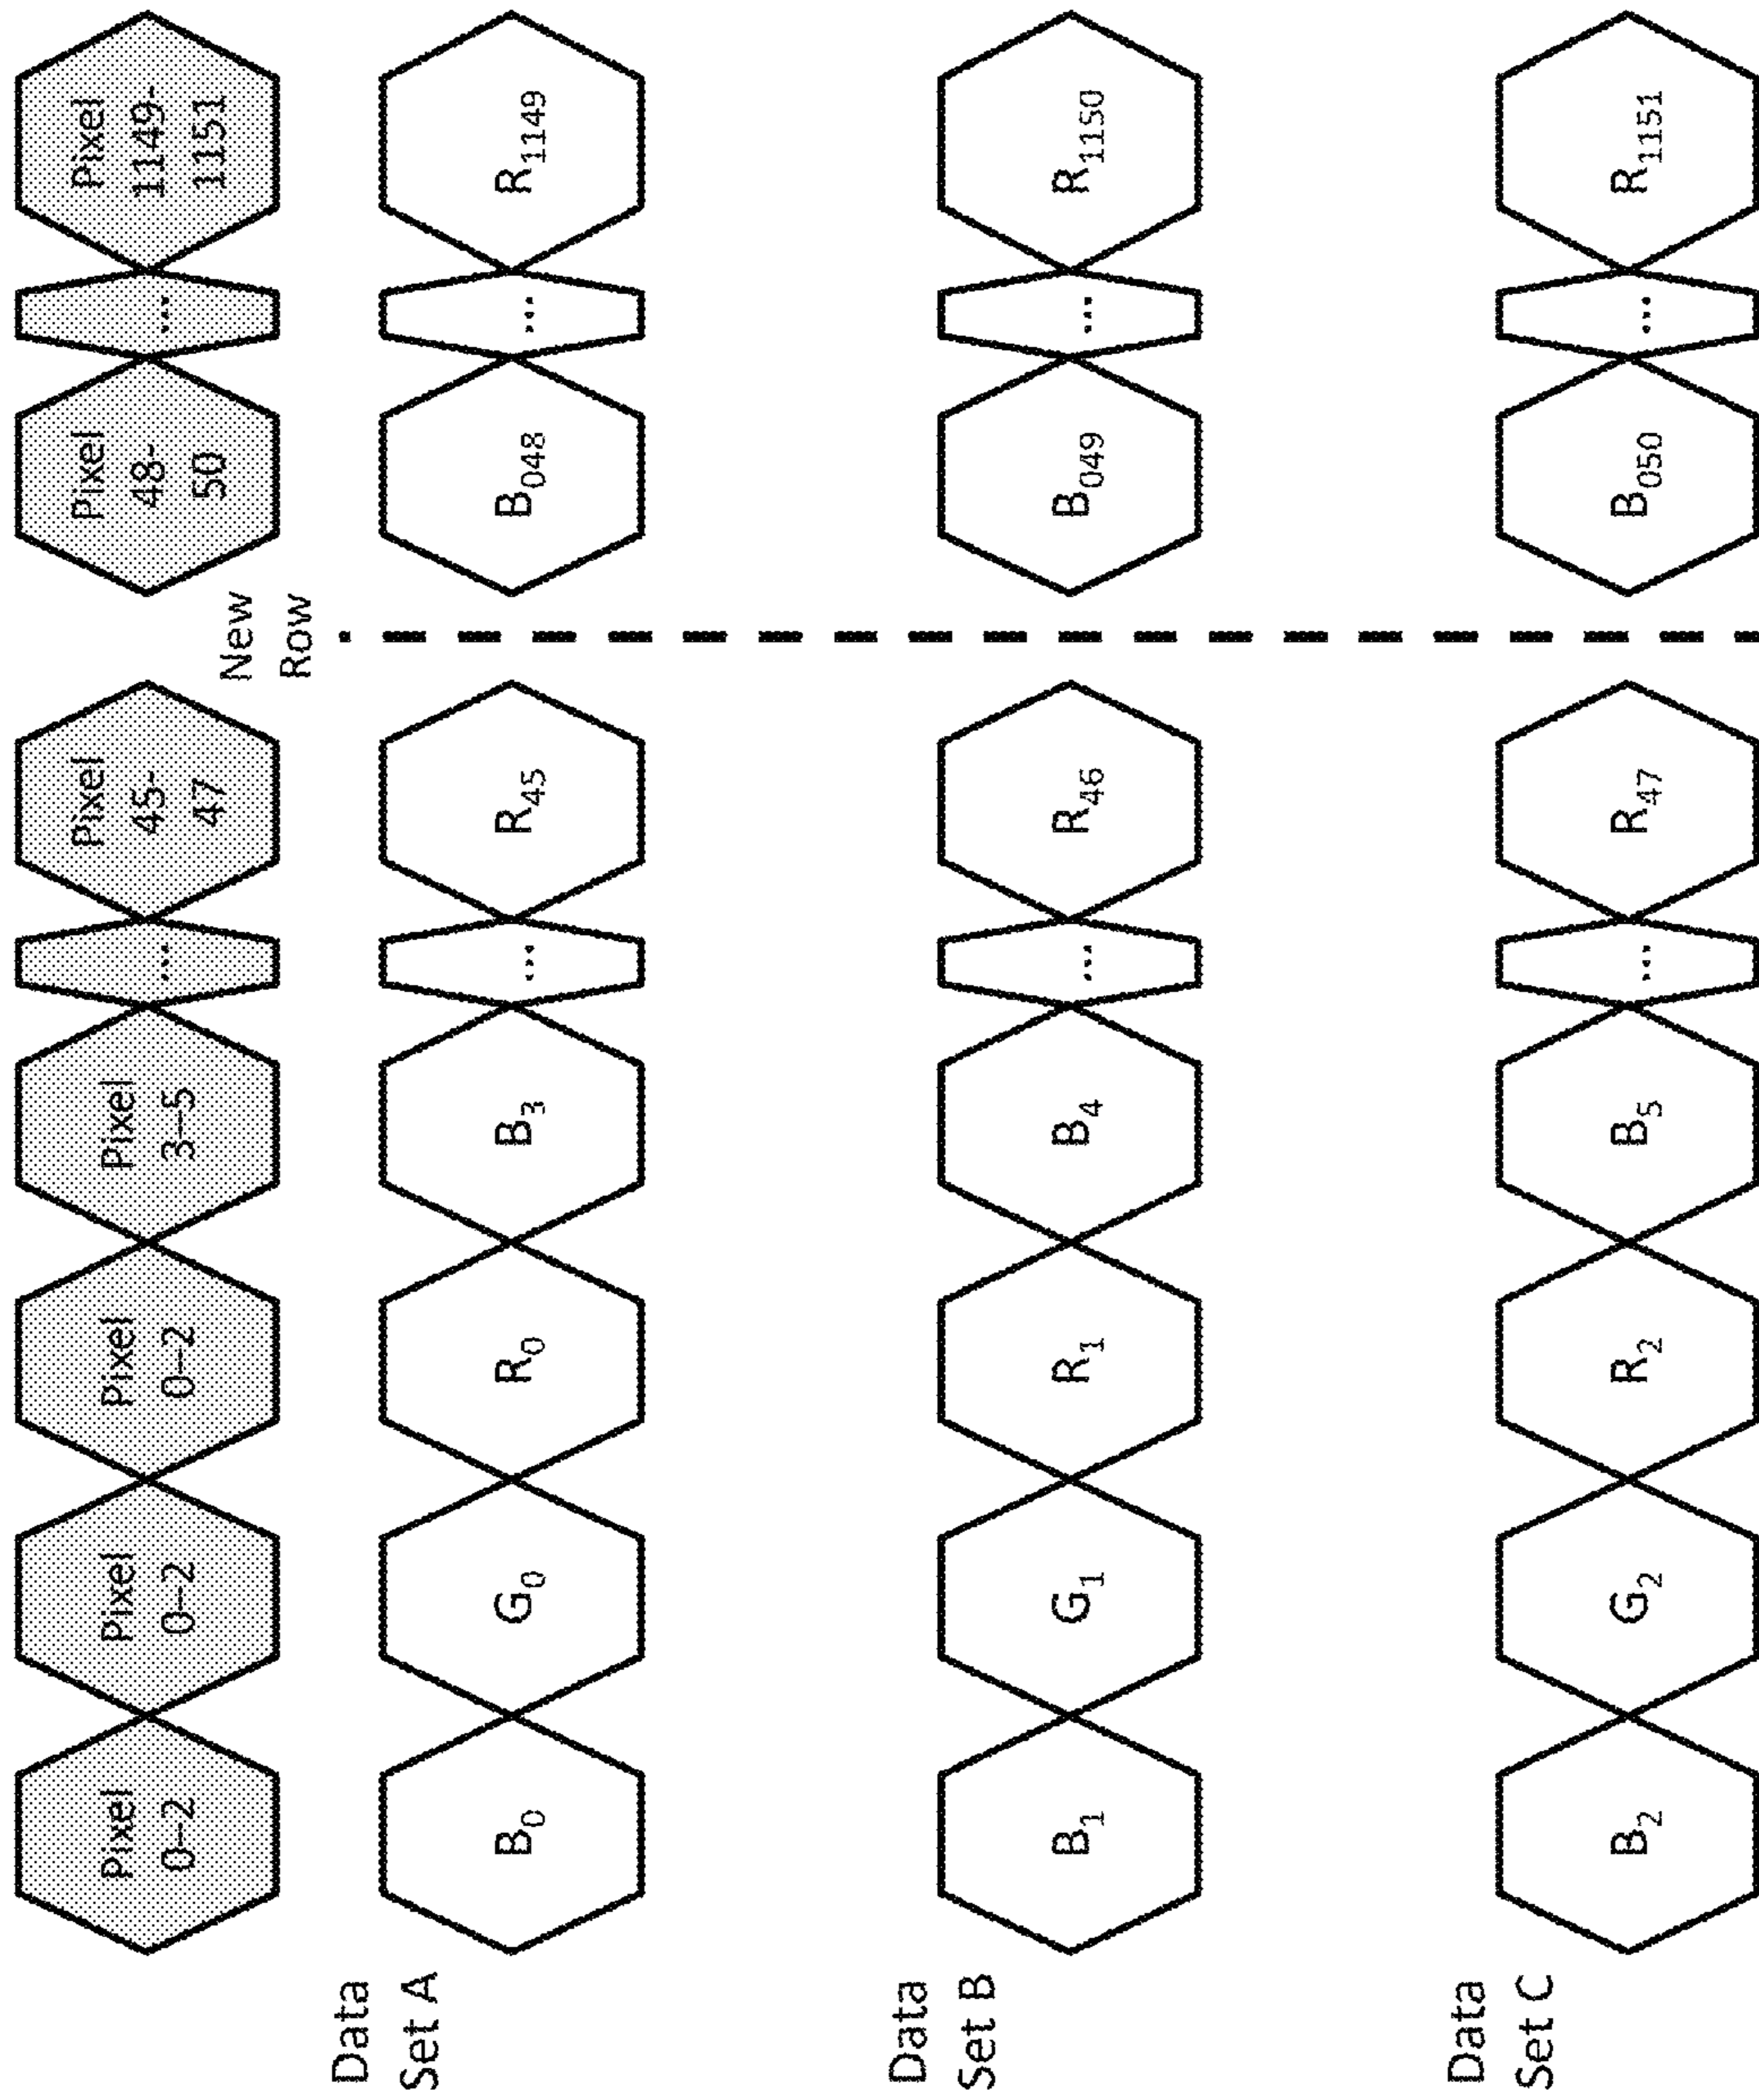 Pixel
0–2
Pixel
0–2
Pixel
0–2
Pixel
3–5
...
Pixel
45-
47
New
Row
Pixel
48-
50
...
Pixel
1149-
1151
Data
Set A
B0
G0
R0
B3
...
R45
B048
...
R1149
Data
Set B
B1
G1
R1
B4
...
R46
B049
...
R1150
Data
Set C
B2
G2
R2
B5
...
R47
B050
...
R1151